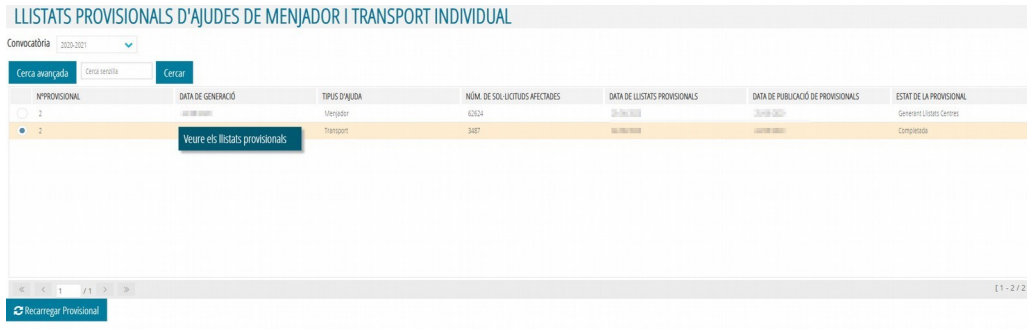 LLISTATS PROVISIONALS D'AJUDES DE MENJADOR I TRANSPORT INDIVIDUAL
Convocatòria 2020-2021
Cerca avançada Cerca senzilla Cercar
NºPROVISIONAL DATA DE GENERACIÓ TIPUS D'AJUDA NÚM. DE SOL·LICITUDS AFECTADES DATA DE LLISTATS PROVISIONALS DATA DE PUBLICACIÓ DE PROVISIONALS ESTAT DE LA PROVISIONAL
2 Menjador 62624 Generant Llistats Centres
2 Transport 3487 Completada
Veure els llistats provisionals
1 / 1 [ 1 - 2 / 2
Recarregar Provisional